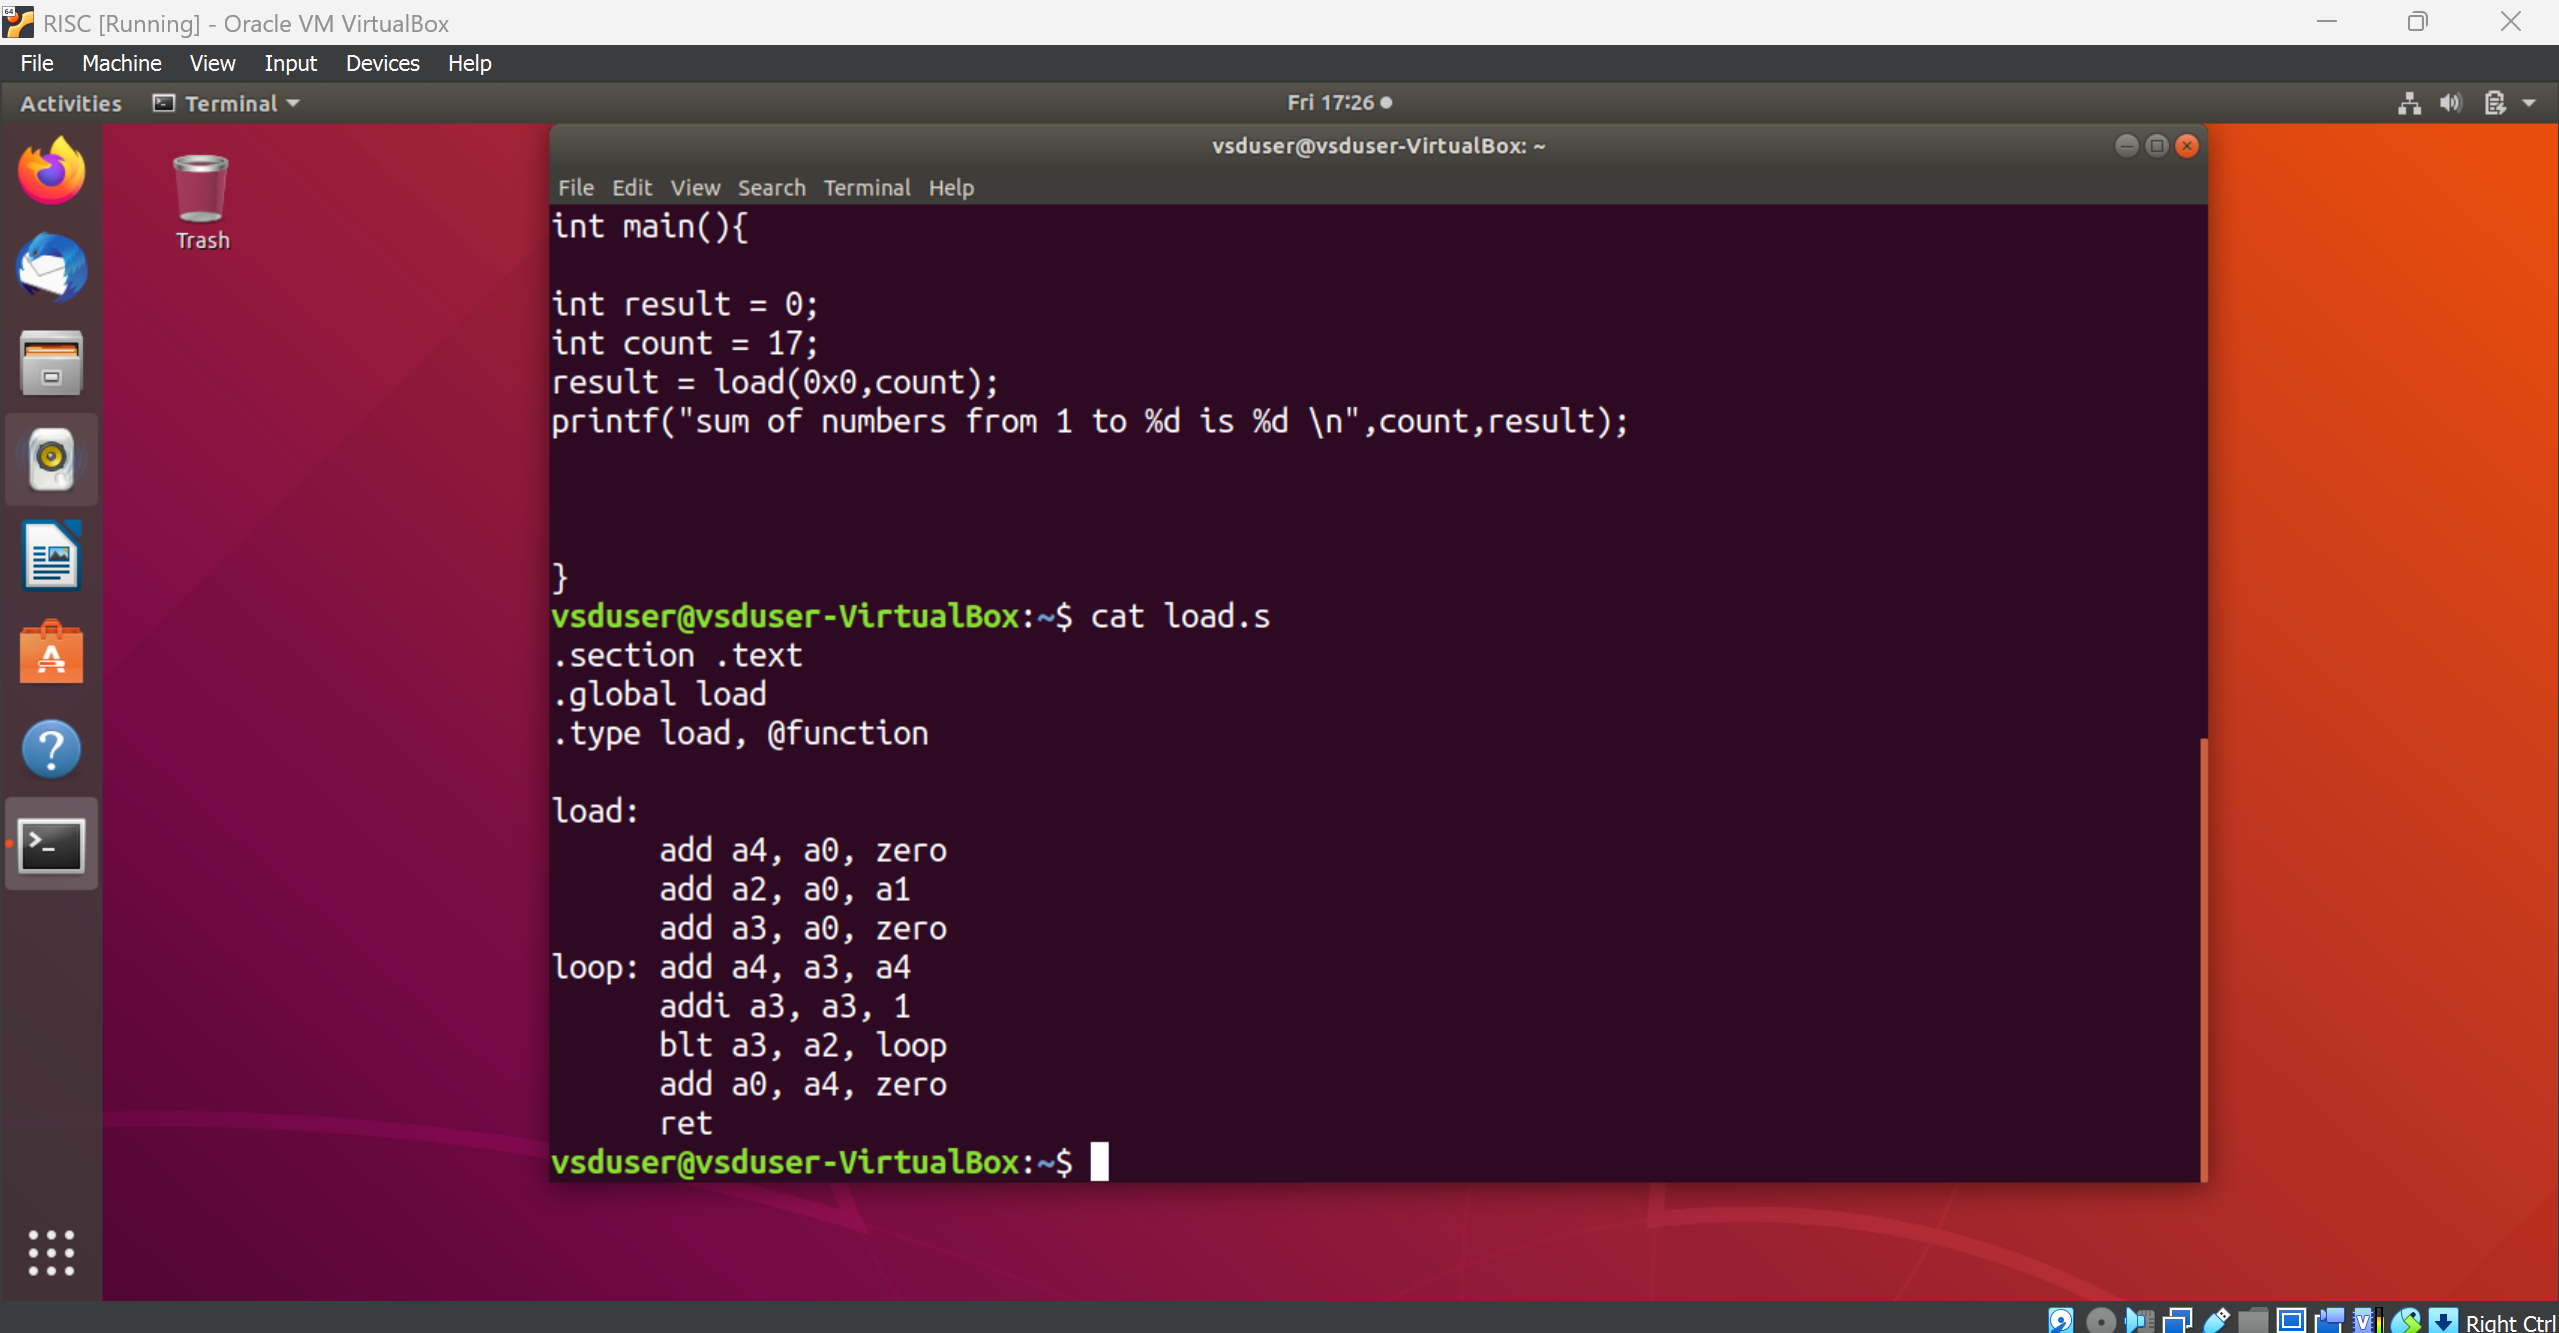 64
RISC [Running] - Oracle VM VirtualBox
File Machine View Input Devices Help
Activities Terminal Fri 17:26
Trash
vsduser@vsduser-VirtualBox: ~
File Edit View Search Terminal Help
int main(){
int result = 0;
int count = 17;
result = load(0x0,count);
printf("sum of numbers from 1 to %d is %d \n",count,result);
}
vsduser@vsduser-VirtualBox:~$ cat load.s
.section .text
.global load
.type load, @function
load:
add a4, a0, zero
add a2, a0, a1
add a3, a0, zero
loop: add a4, a3, a4
addi a3, a3, 1
blt a3, a2, loop
add a0, a4, zero
ret
vsduser@vsduser-VirtualBox:~$
Right Ctrl